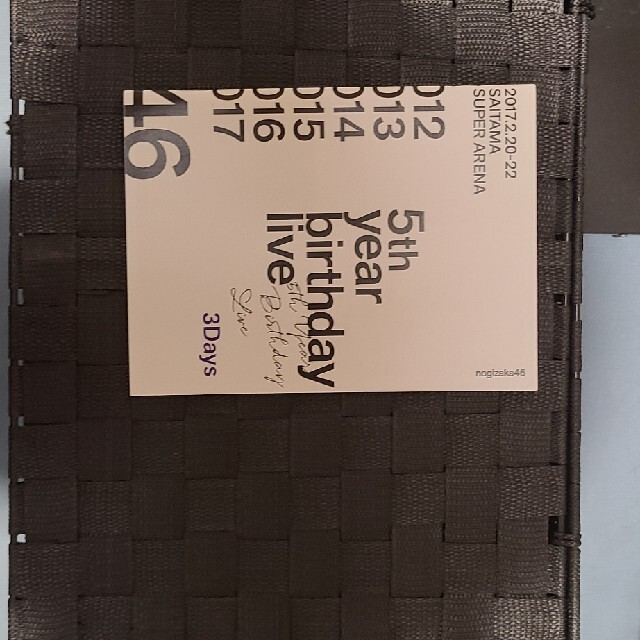 2017.2.20-22
SAITAMA
SUPER ARENA
012
013
014
015
016
017
46
5th
year
birthday
live
5th Year
Birthday
Live
3Days
nogizaka46